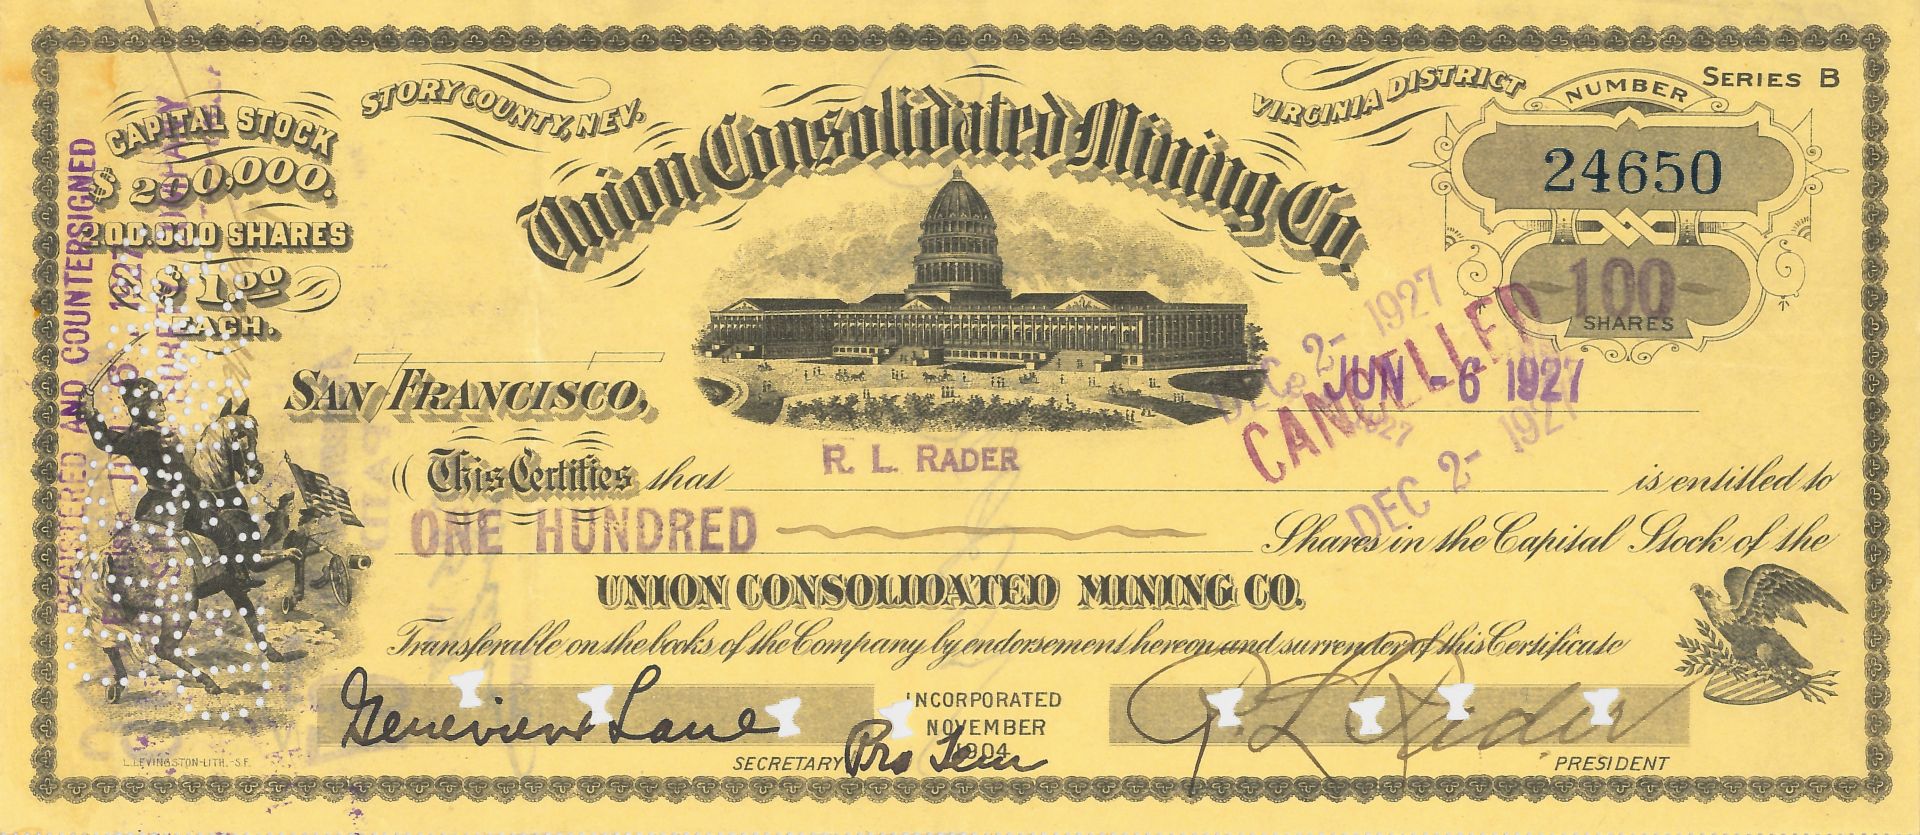 STORY COUNTY, NEV.
VIRGINIA DISTRICT
NUMBER
SERIES B
24650
CAPITAL STOCK
$ 200,000.
200.000 SHARES
$1.00
EACH.
Union Consolidated Mining Co.
100
SHARES
SAN FRANCISCO,
JUN -6 1927
DEC 2- 1927
CANCELLED
DEC 2- 1927
This Certifies that R. L. RADER is entitled to
ONE HUNDRED Shares in the Capital Stock of the
UNION CONSOLIDATED MINING CO.
Transferable on the books of the Company by endorsement hereon and surrender of this Certificate
Genevieve Lane
Pro Tem
SECRETARY
INCORPORATED
NOVEMBER
1904
R L Rader
PRESIDENT
L. LEVINGSTON-LITH.-S.F.
REGISTERED AND COUNTERSIGNED